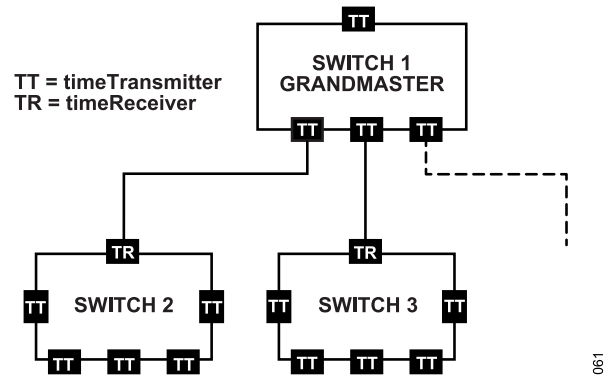 TT
SWITCH 1
GRANDMASTER
TT = timeTransmitter
TR = timeReceiver
TT TT TT
TR TR
TT SWITCH 2 TT TT SWITCH 3 TT
TT TT TT TT TT TT
061